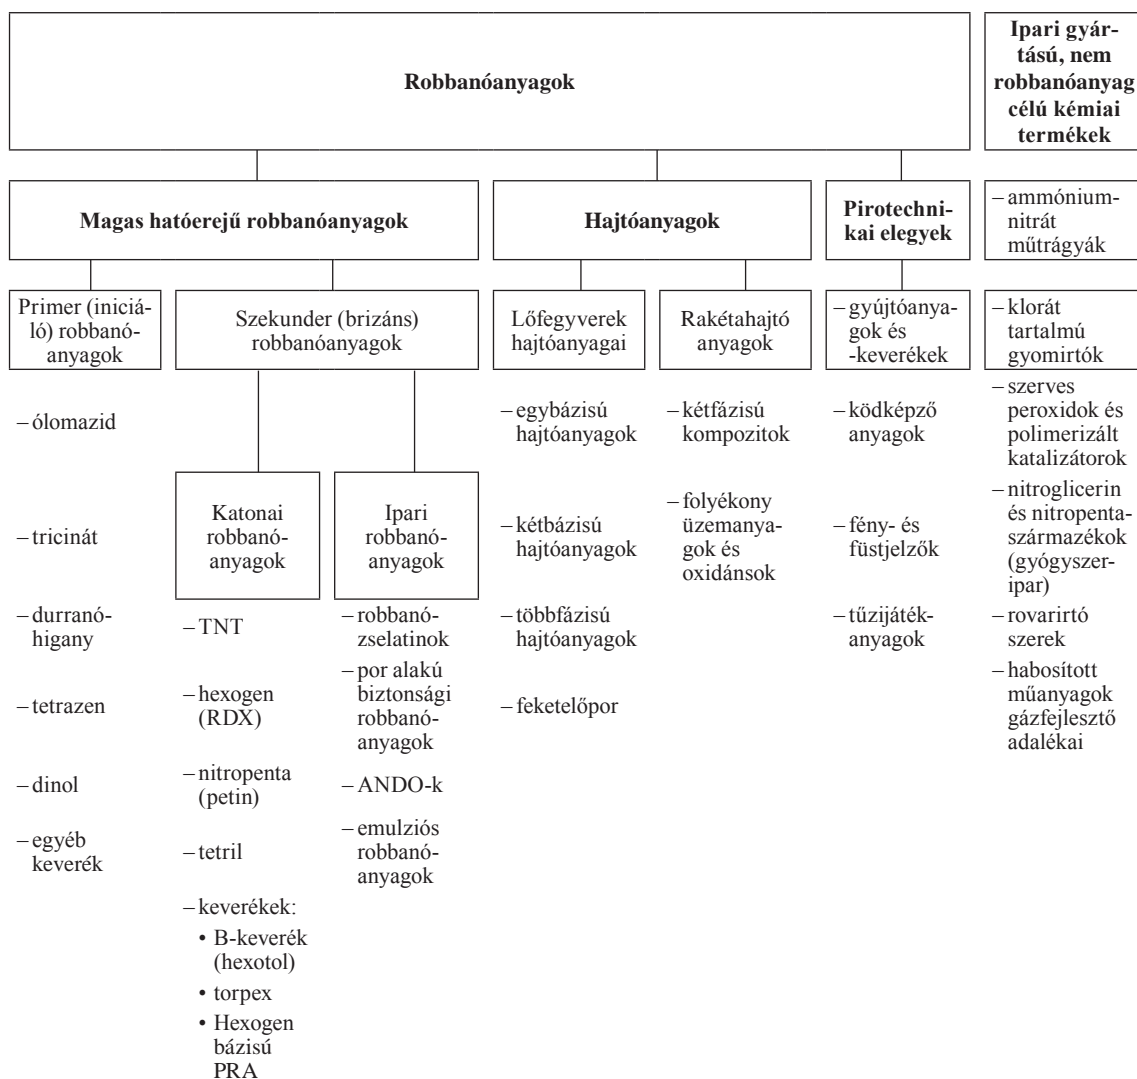 Robbanóanyagok
Ipari gyár-
tású, nem
robbanóanyag
célú kémiai
termékek
Magas hatóerejű robbanóanyagok
Hajtóanyagok
Pirotechni-
kai elegyek
– ammónium-
nitrát
műtrágyák
Primer (iniciá-
ló) robbanó-
anyagok
Szekunder (brizáns)
robbanóanyagok
Lőfegyverek
hajtóanyagai
Rakétahajtó
anyagok
– gyújtóanya-
gok és
-keverékek
– klorát
tartalmú
gyomirtók
– ólomazid
– egybázisú
hajtóanyagok
– kétfázisú
kompozitok
– ködképző
anyagok
– szerves
peroxidok és
polimerizált
katalizátorok
– tricinát
Katonai
robbanó-
anyagok
Ipari
robbanó-
anyagok
– kétbázisú
hajtóanyagok
– folyékony
üzemanya-
gok és
oxidánsok
– fény- és
füstjelzők
– nitroglicerin
és nitropenta-
származékok
(gyógyszer-
ipar)
– durranó-
higany
– TNT
– robbanó-
zselatinok
– többfázisú
hajtóanyagok
– tűzijáték-
anyagok
– rovarirtó
szerek
– tetrazen
– hexogen
(RDX)
– por alakú
biztonsági
robbanó-
anyagok
– feketelőpor
– habosított
műanyagok
gázfejlesztő
adalékai
– dinol
– nitropenta
(petin)
– ANDO-k
– egyéb
keverék
– tetril
– emulziós
robbanó-
anyagok
– keverékek:
• B-keverék
(hexotol)
• torpex
• Hexogen
bázisú
PRA